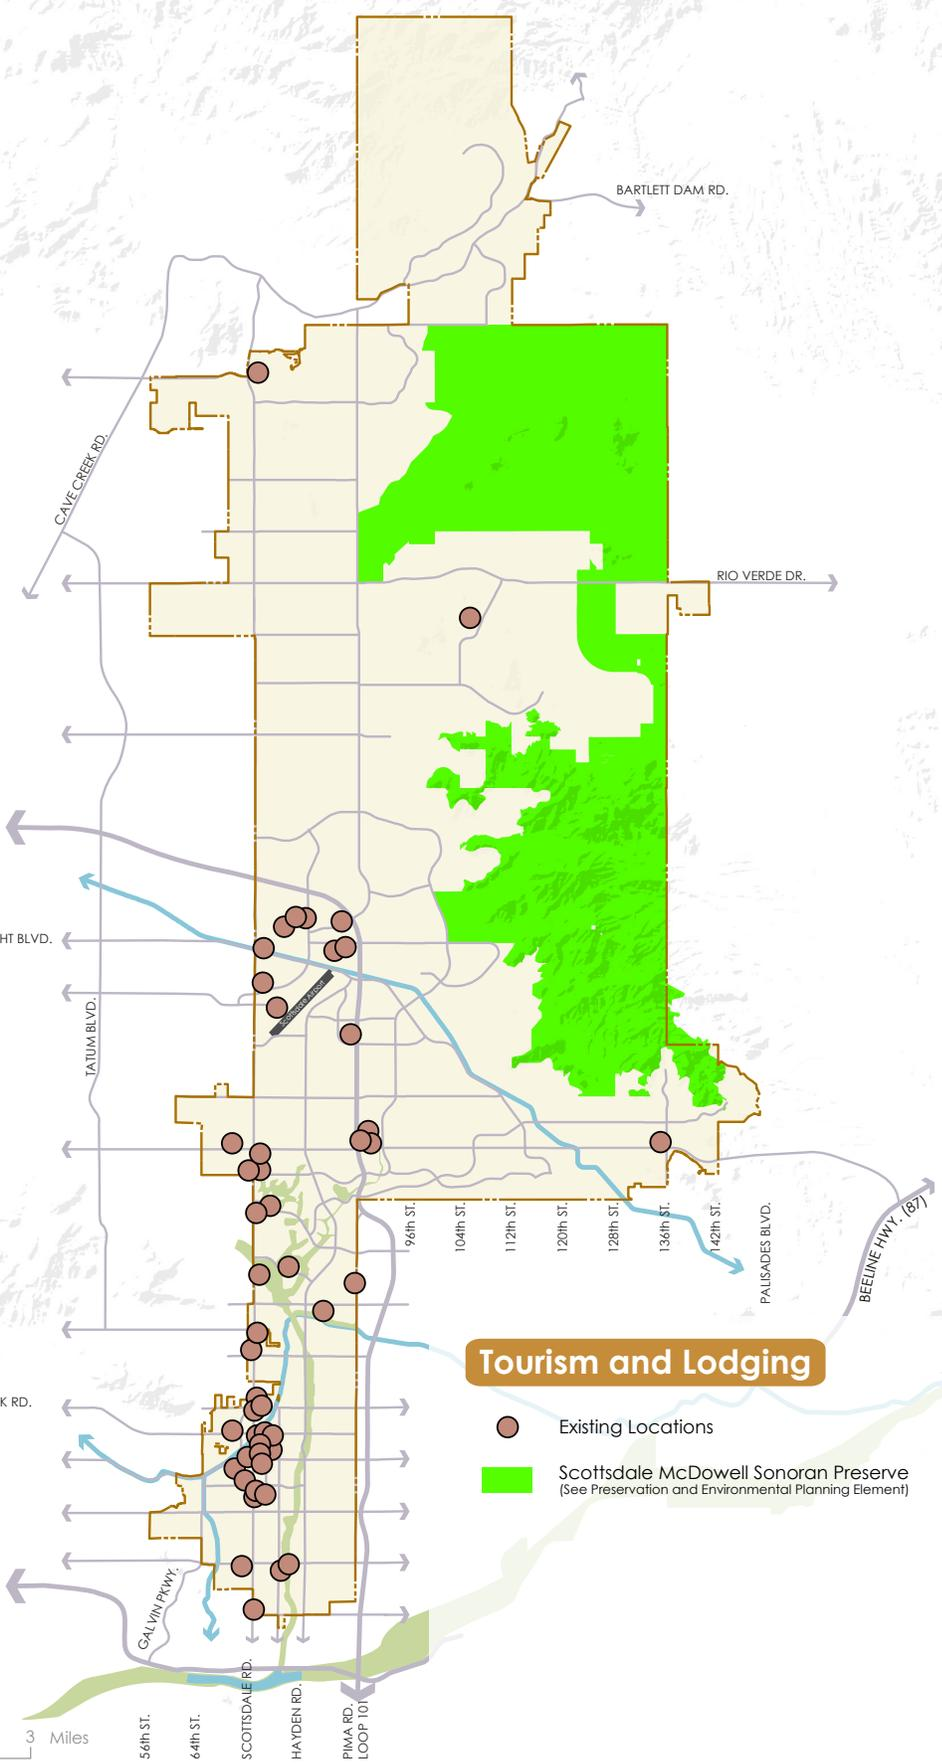 BARTLETT DAM RD.
CAVE CREEK RD.
RIO VERDE DR.
HT BLVD.
Scottsdale Airport
TATUM BLVD.
96th ST.
104th ST.
112th ST.
120th ST.
128th ST.
136th ST.
142th ST.
PALISADES BLVD.
BEELINE HWY. (87)
Tourism and Lodging
K RD.
Existing Locations
Scottsdale McDowell Sonoran Preserve
(See Preservation and Environmental Planning Element)
GALVIN PKWY.
3 Miles
56th ST.
64th ST.
SCOTTSDALE RD.
HAYDEN RD.
PIMA RD.
LOOP 101